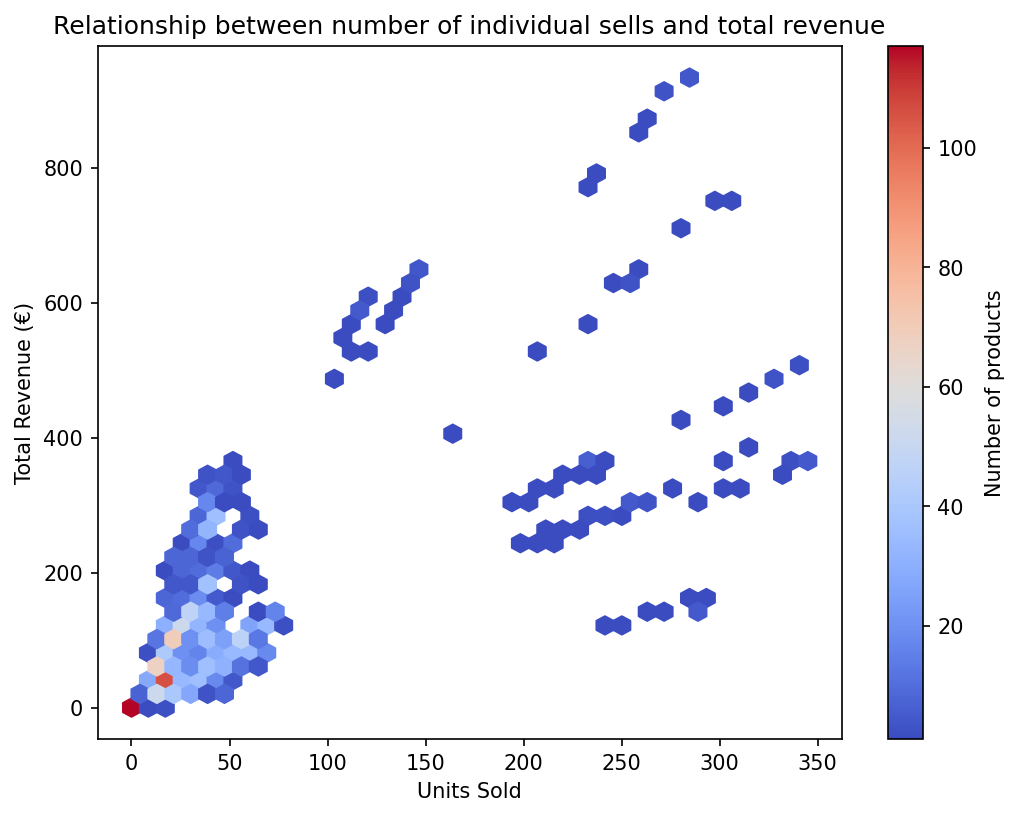 Relationship between number of individual sells and total revenue
Total Revenue (€)
800
600
400
200
0
0 50 100 150 200 250 300 350
Units Sold
100
80
60
40
20
Number of products